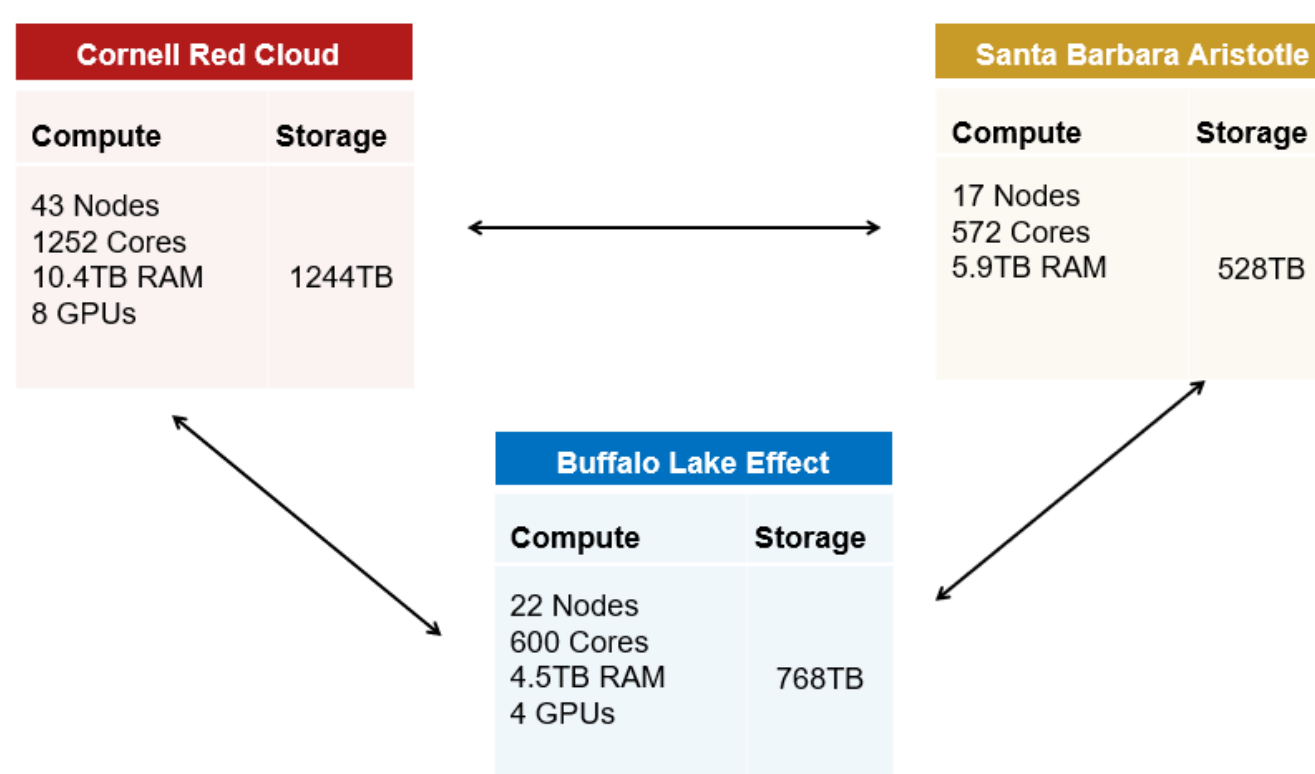 Cornell Red Cloud
Compute Storage
43 Nodes
1252 Cores
10.4TB RAM
8 GPUs
1244TB
Santa Barbara Aristotle
Compute Storage
17 Nodes
572 Cores
5.9TB RAM
528TB
Buffalo Lake Effect
Compute Storage
22 Nodes
600 Cores
4.5TB RAM
4 GPUs
768TB